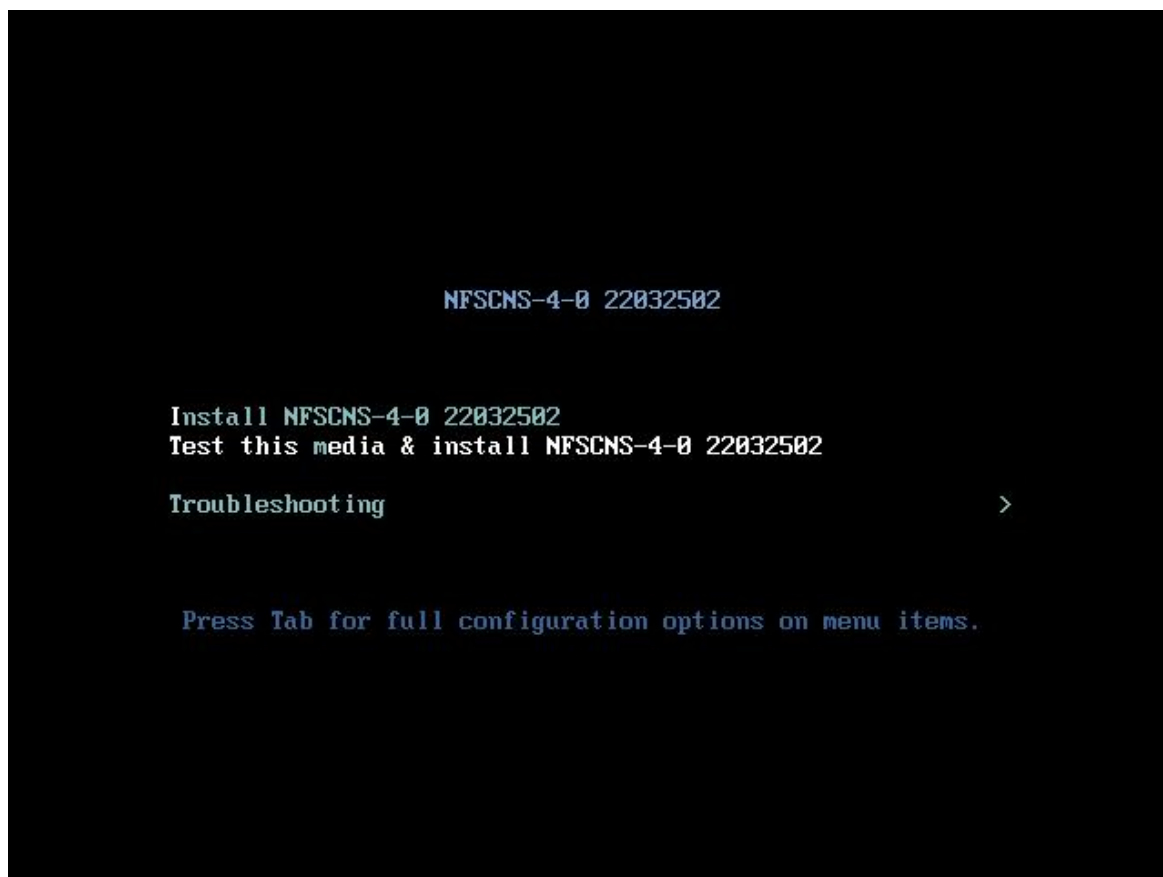 NFSCNS-4-0 22032502
Install NFSCNS-4-0 22032502
Test this media & install NFSCNS-4-0 22032502
Troubleshooting >
Press Tab for full configuration options on menu items.